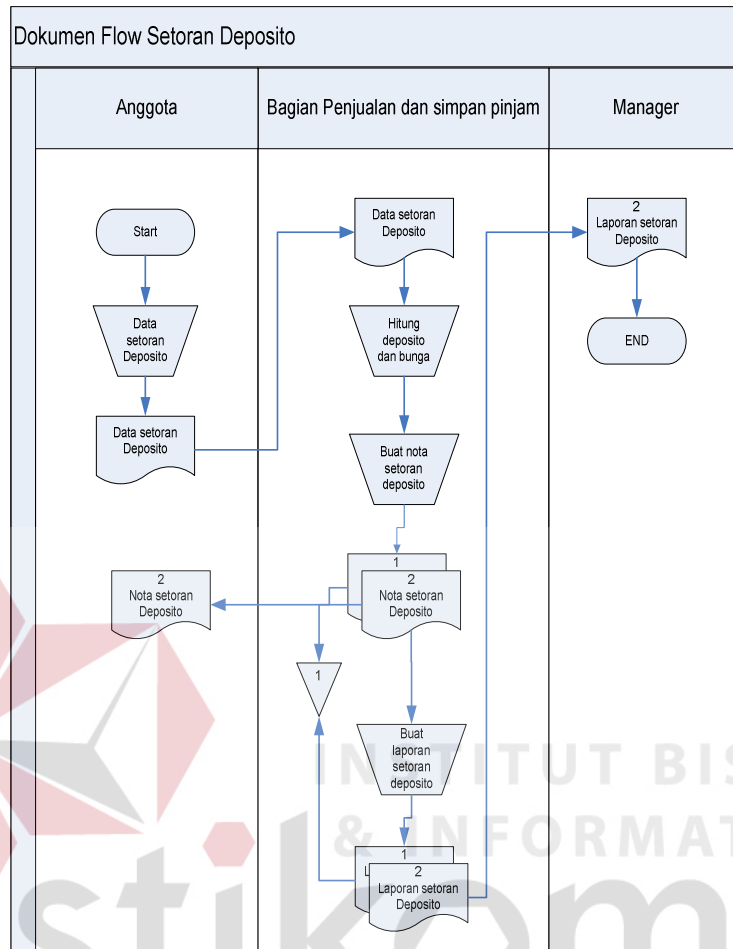 Dokumen Flow Setoran Deposito
Anggota
Bagian Penjualan dan simpan pinjam
Manager
Start
Data
setoran
Deposito
Data setoran
Deposito
2
Nota setoran
Deposito
Data setoran
Deposito
Hitung
deposito
dan bunga
Buat nota
setoran
deposito
1
2
Nota setoran
Deposito
1
Buat
laporan
setoran
deposito
1
L
2
Laporan setoran
Deposito
2
Laporan setoran
Deposito
END
INSTITUT BIS
& INFORMAT
stikom